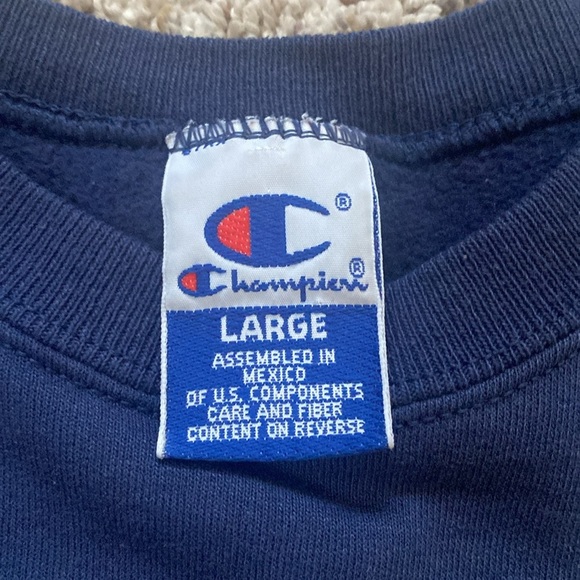 ®
Champion®
LARGE
ASSEMBLED IN
MEXICO
OF U.S. COMPONENTS
CARE AND FIBER
CONTENT ON REVERSE